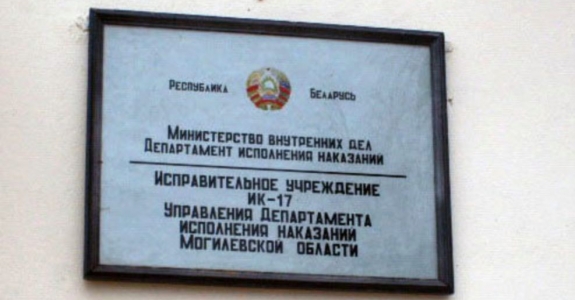 Республика Беларусь
Министерство внутренних дел
Департамент исполнения наказаний
Исправительное учреждение
ИК-17
Управления Департамента
исполнения наказаний
Могилевской области